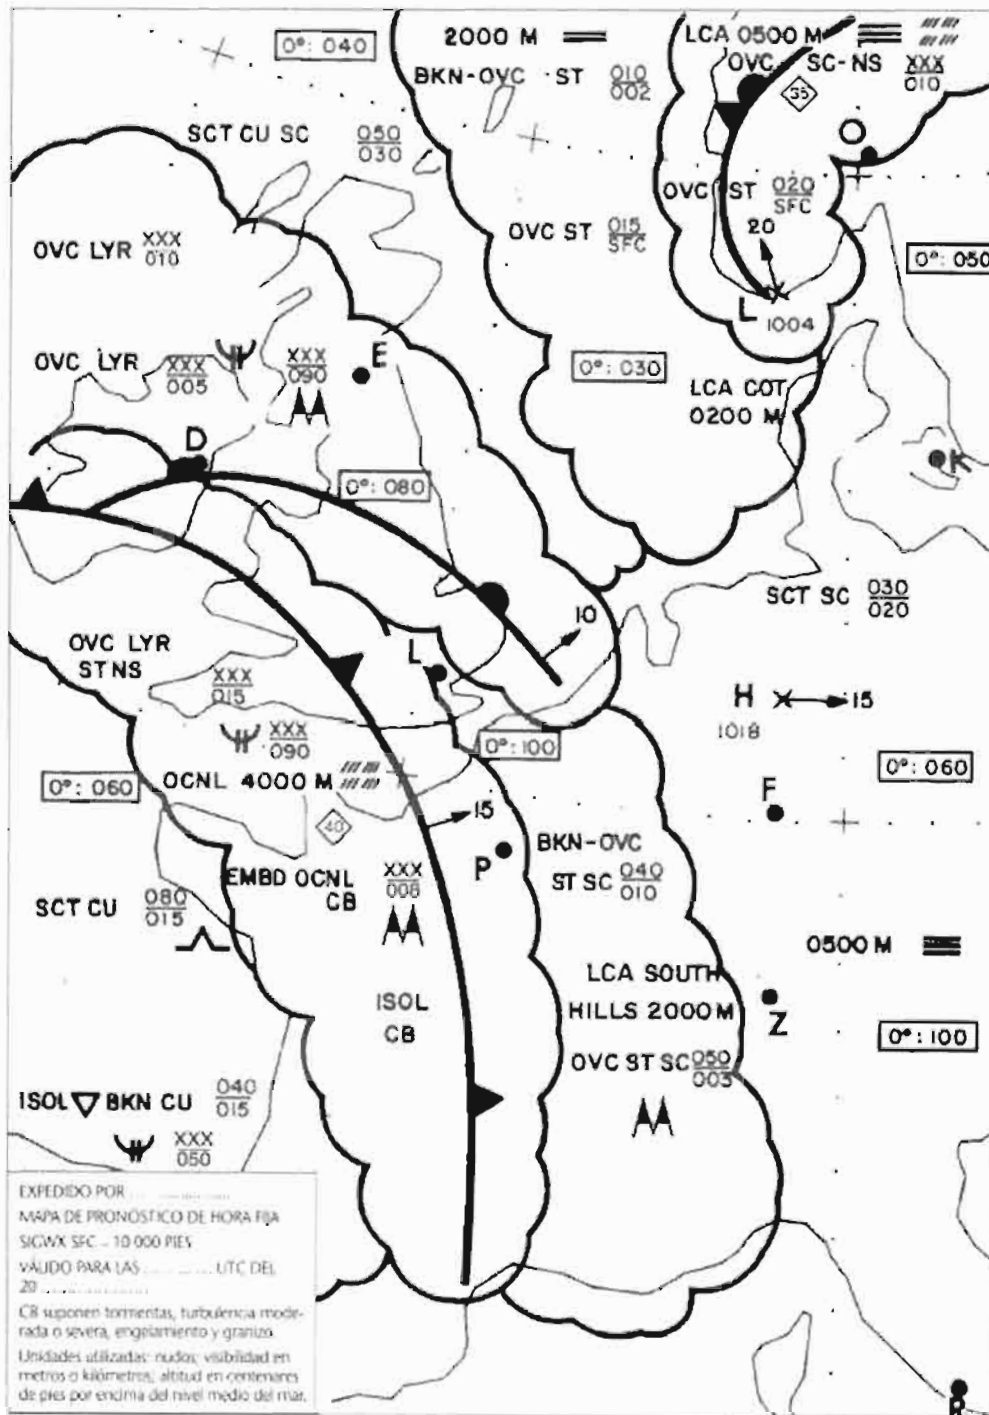 0°: 040
2000 M
BKN-OVC ST 010
002
LCA 0500 M
OVC SC-NS XXX
010
35
SCT CU SC 050
030
O
OVC ST 020
SFC
OVC LYR XXX
010
OVC ST 015
SFC
20
0°: 050
L 1004
OVC LYR XXX
005
XXX
090
E
0°: 030
LCA COT
0200 M
D
0°: 080
K
SCT SC 030
020
10
OVC LYR
ST NS
XXX
015
L
H
1018
15
XXX
090
0°: 100
0°: 060
OCNL 4000 M
0°: 060
F
40
15
P
BKN-OVC
ST SC 040
010
EMBD OCNL
CB
XXX
008
SCT CU 080
015
0500 M
LCA SOUTH
HILLS 2000 M
Z
ISOL
CB
0°: 100
OVC ST SC 050
003
ISOL BKN CU 040
015
XXX
050
EXPEDIDO POR
MAPA DE PRONÓSTICO DE HORA FIJA
SIGWX SFC - 10 000 PIES
VÁLIDO PARA LAS ............ UTC DEL
20 ..................
CB suponen tormentas, turbulencia mode-
rada o severa, engelamiento y granizo.
Unidades utilizadas: nudos; visibilidad en
metros o kilómetros; altitud en centenares
de pies por encima del nivel medio del mar.
R